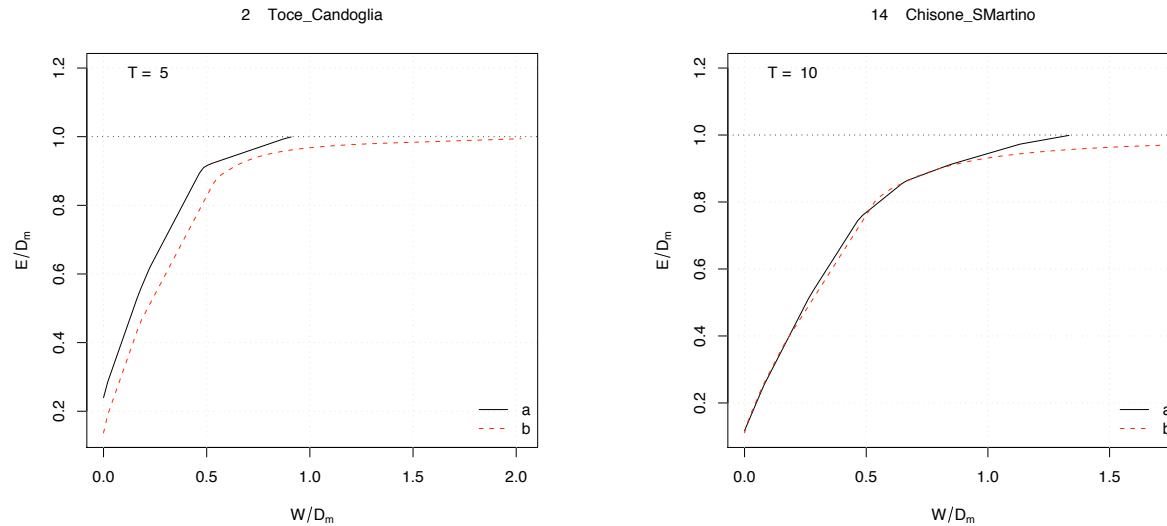 2 Toce_Candoglia
T = 5
1.2
1.0
0.8
0.6
0.4
0.2
E/Dm
0.0 0.5 1.0 1.5 2.0
W/Dm
a
b
14 Chisone_SMartino
T = 10
1.2
1.0
0.8
0.6
0.4
0.2
E/Dm
0.0 0.5 1.0 1.5
W/Dm
a
b